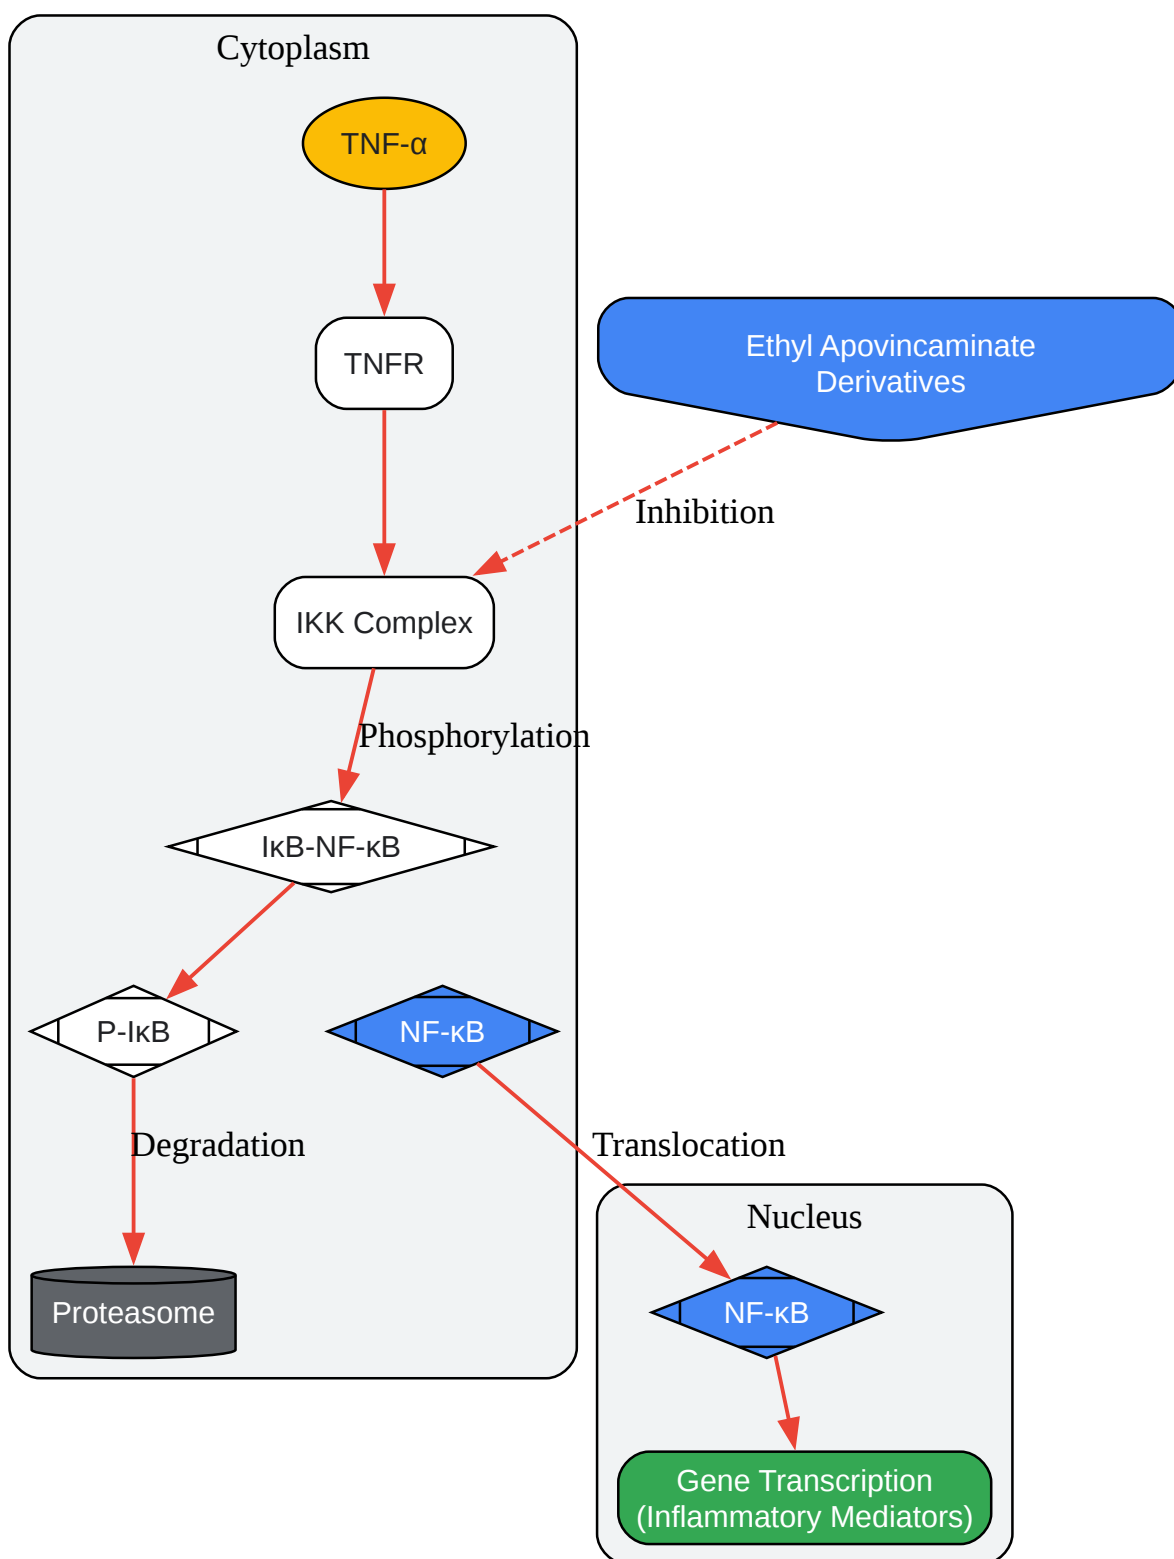 Cytoplasm
TNF-α
TNFR
Ethyl Apovincaminate
Derivatives
Inhibition
IKK Complex
Phosphorylation
IκB-NF-κB
P-IκB
NF-κB
Degradation
Translocation
Nucleus
Proteasome
NF-κB
Gene Transcription
(Inflammatory Mediators)